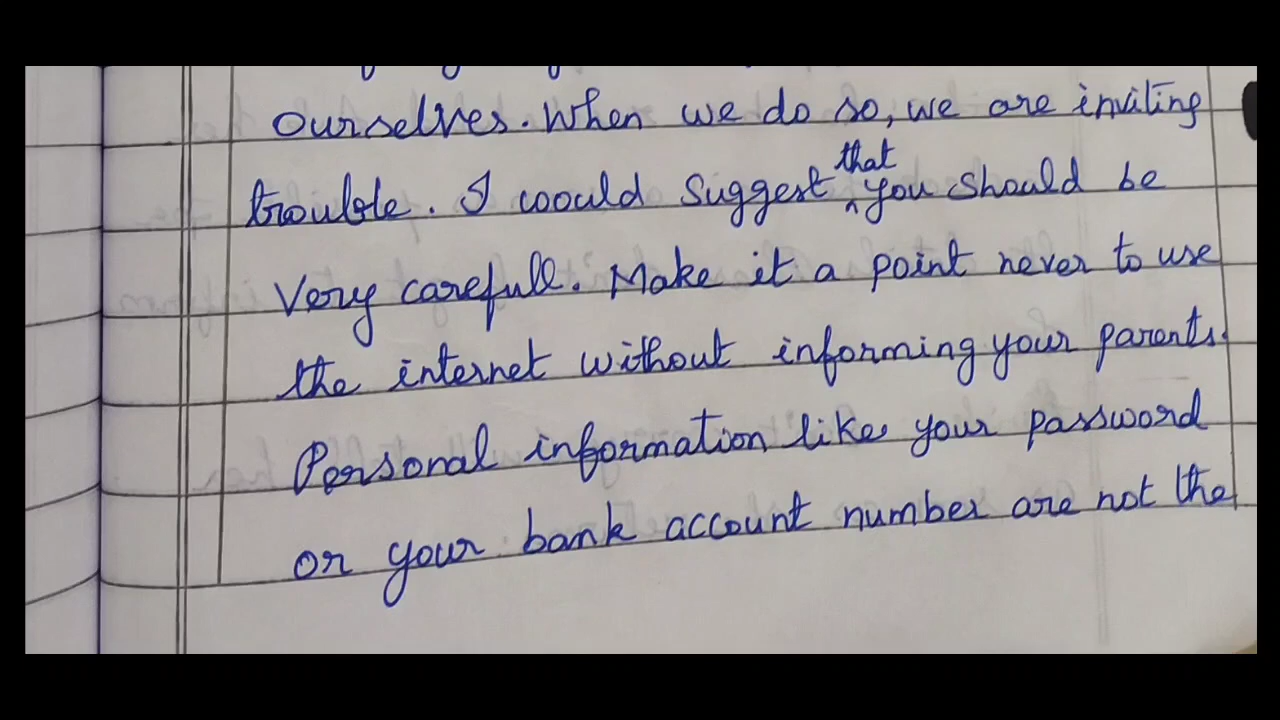 ourselves. When we do so, we are inviting
trouble. I coould suggest that you should be
very carefull. Make it a point never to use
the internet without informing your parents.
Personal information like your password
or your bank account number are not the